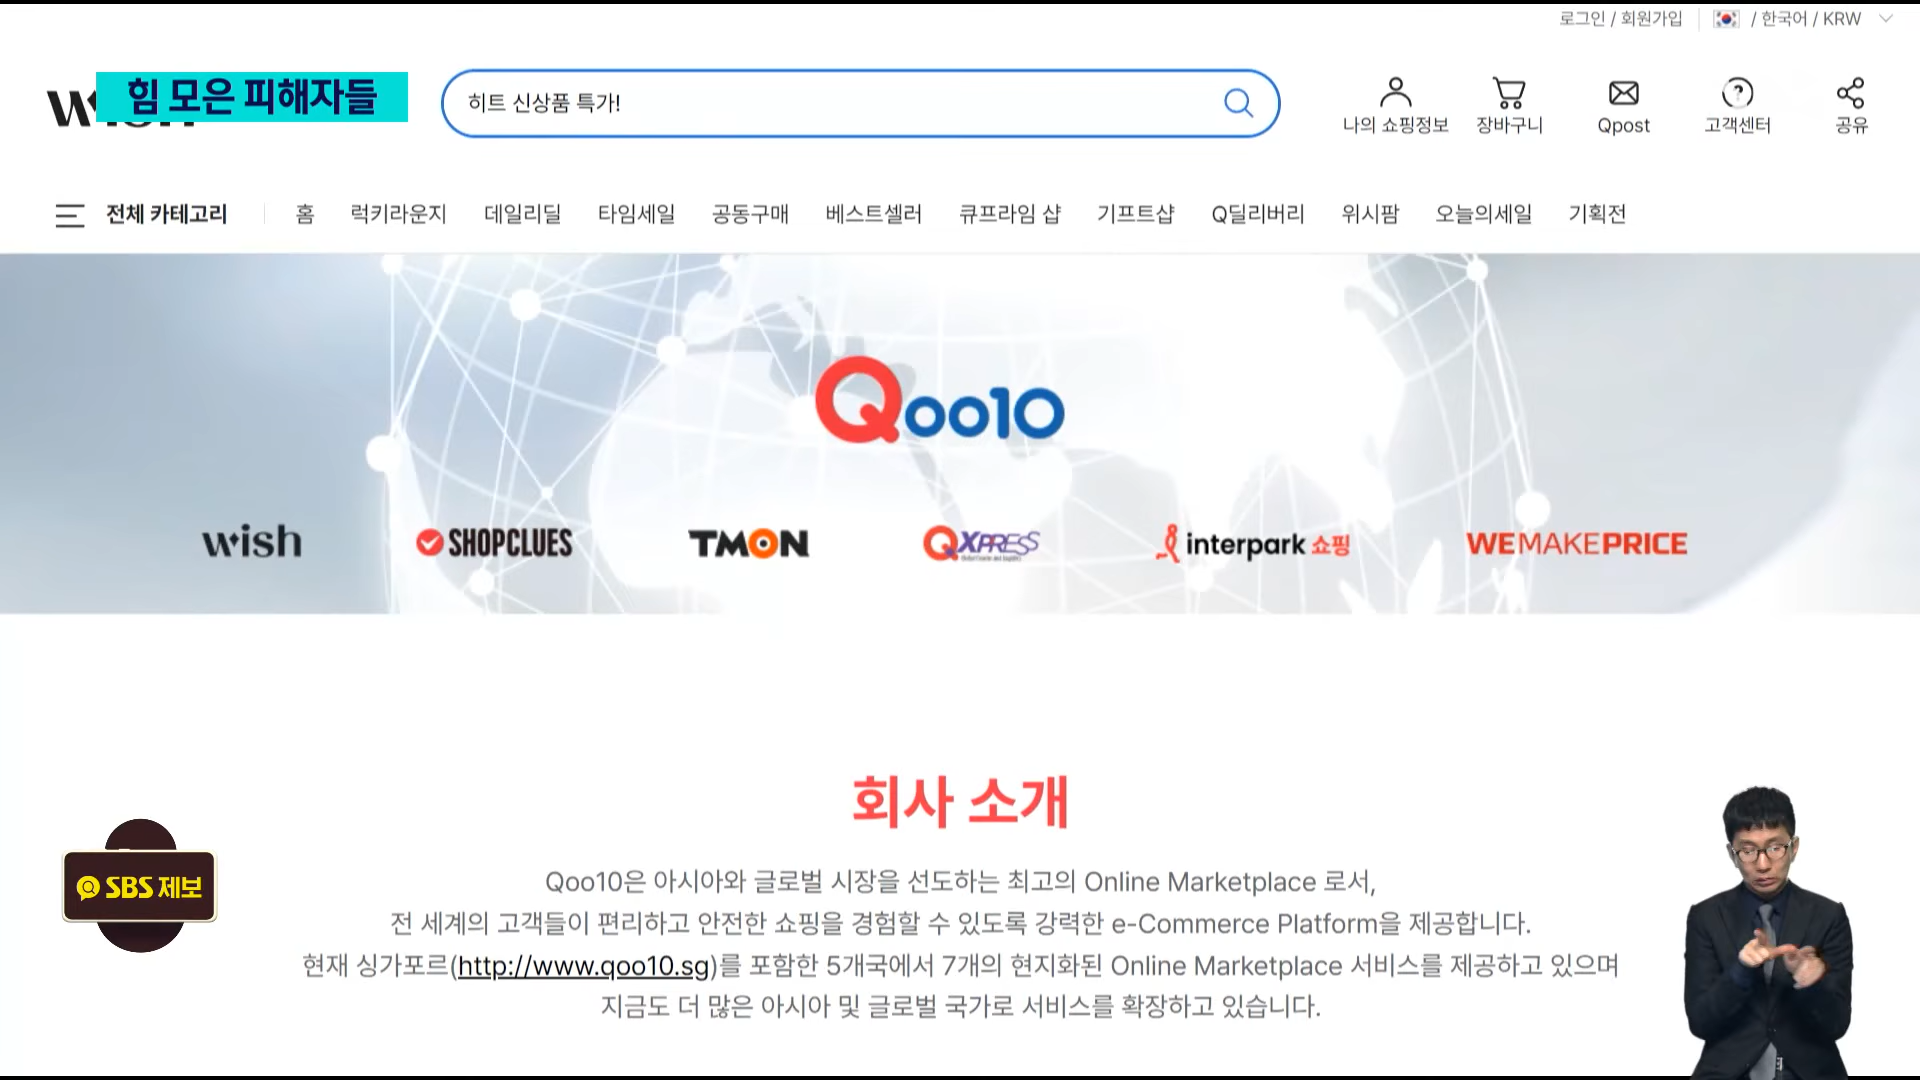 로그인 / 회원가입 / 한국어 / KRW
힘 모은 피해자들
히트 신상품 특가!
나의 쇼핑정보 장바구니 Qpost 고객센터 공유
전체 카테고리 홈 럭키라운지 데일리딜 타임세일 공동구매 베스트셀러 큐프라임 샵 기프트샵 Q딜리버리 위시팜 오늘의세일 기획전
Qoo10
wish SHOPCLUES TMON QXPRESS interpark 쇼핑 WEMAKEPRICE
회사 소개
Qoo10은 아시아와 글로벌 시장을 선도하는 최고의 Online Marketplace 로서,
전 세계의 고객들이 편리하고 안전한 쇼핑을 경험할 수 있도록 강력한 e-Commerce Platform을 제공합니다.
현재 싱가포르(http://www.qoo10.sg)를 포함한 5개국에서 7개의 현지화된 Online Marketplace 서비스를 제공하고 있으며
지금도 더 많은 아시아 및 글로벌 국가로 서비스를 확장하고 있습니다.
SBS 제보